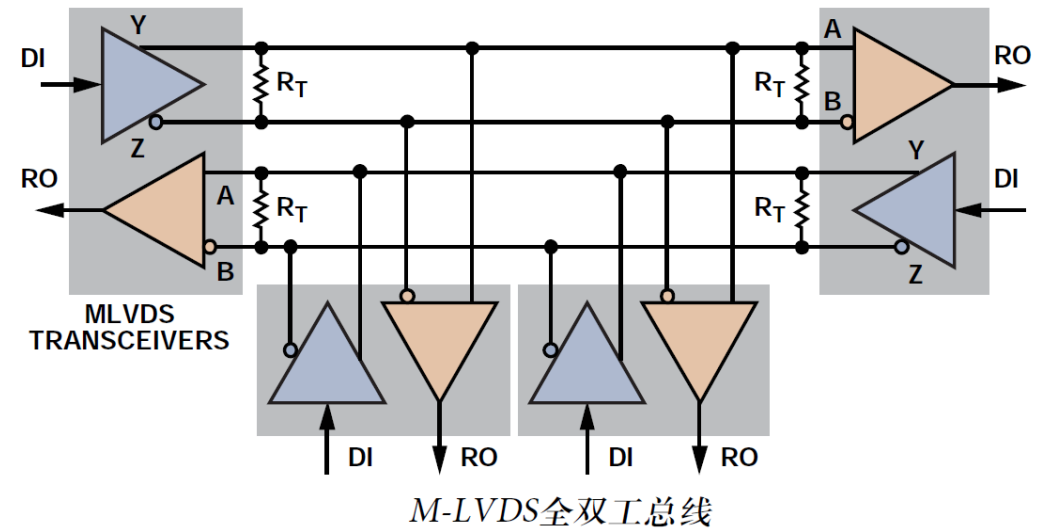 Y
DI
Z
RO
A
B
MLVDS
TRANSCEIVERS
RT
RT
RT
RT
A
B
RO
Y
DI
Z
DI
RO
DI
RO
M-LVDS全双工总线